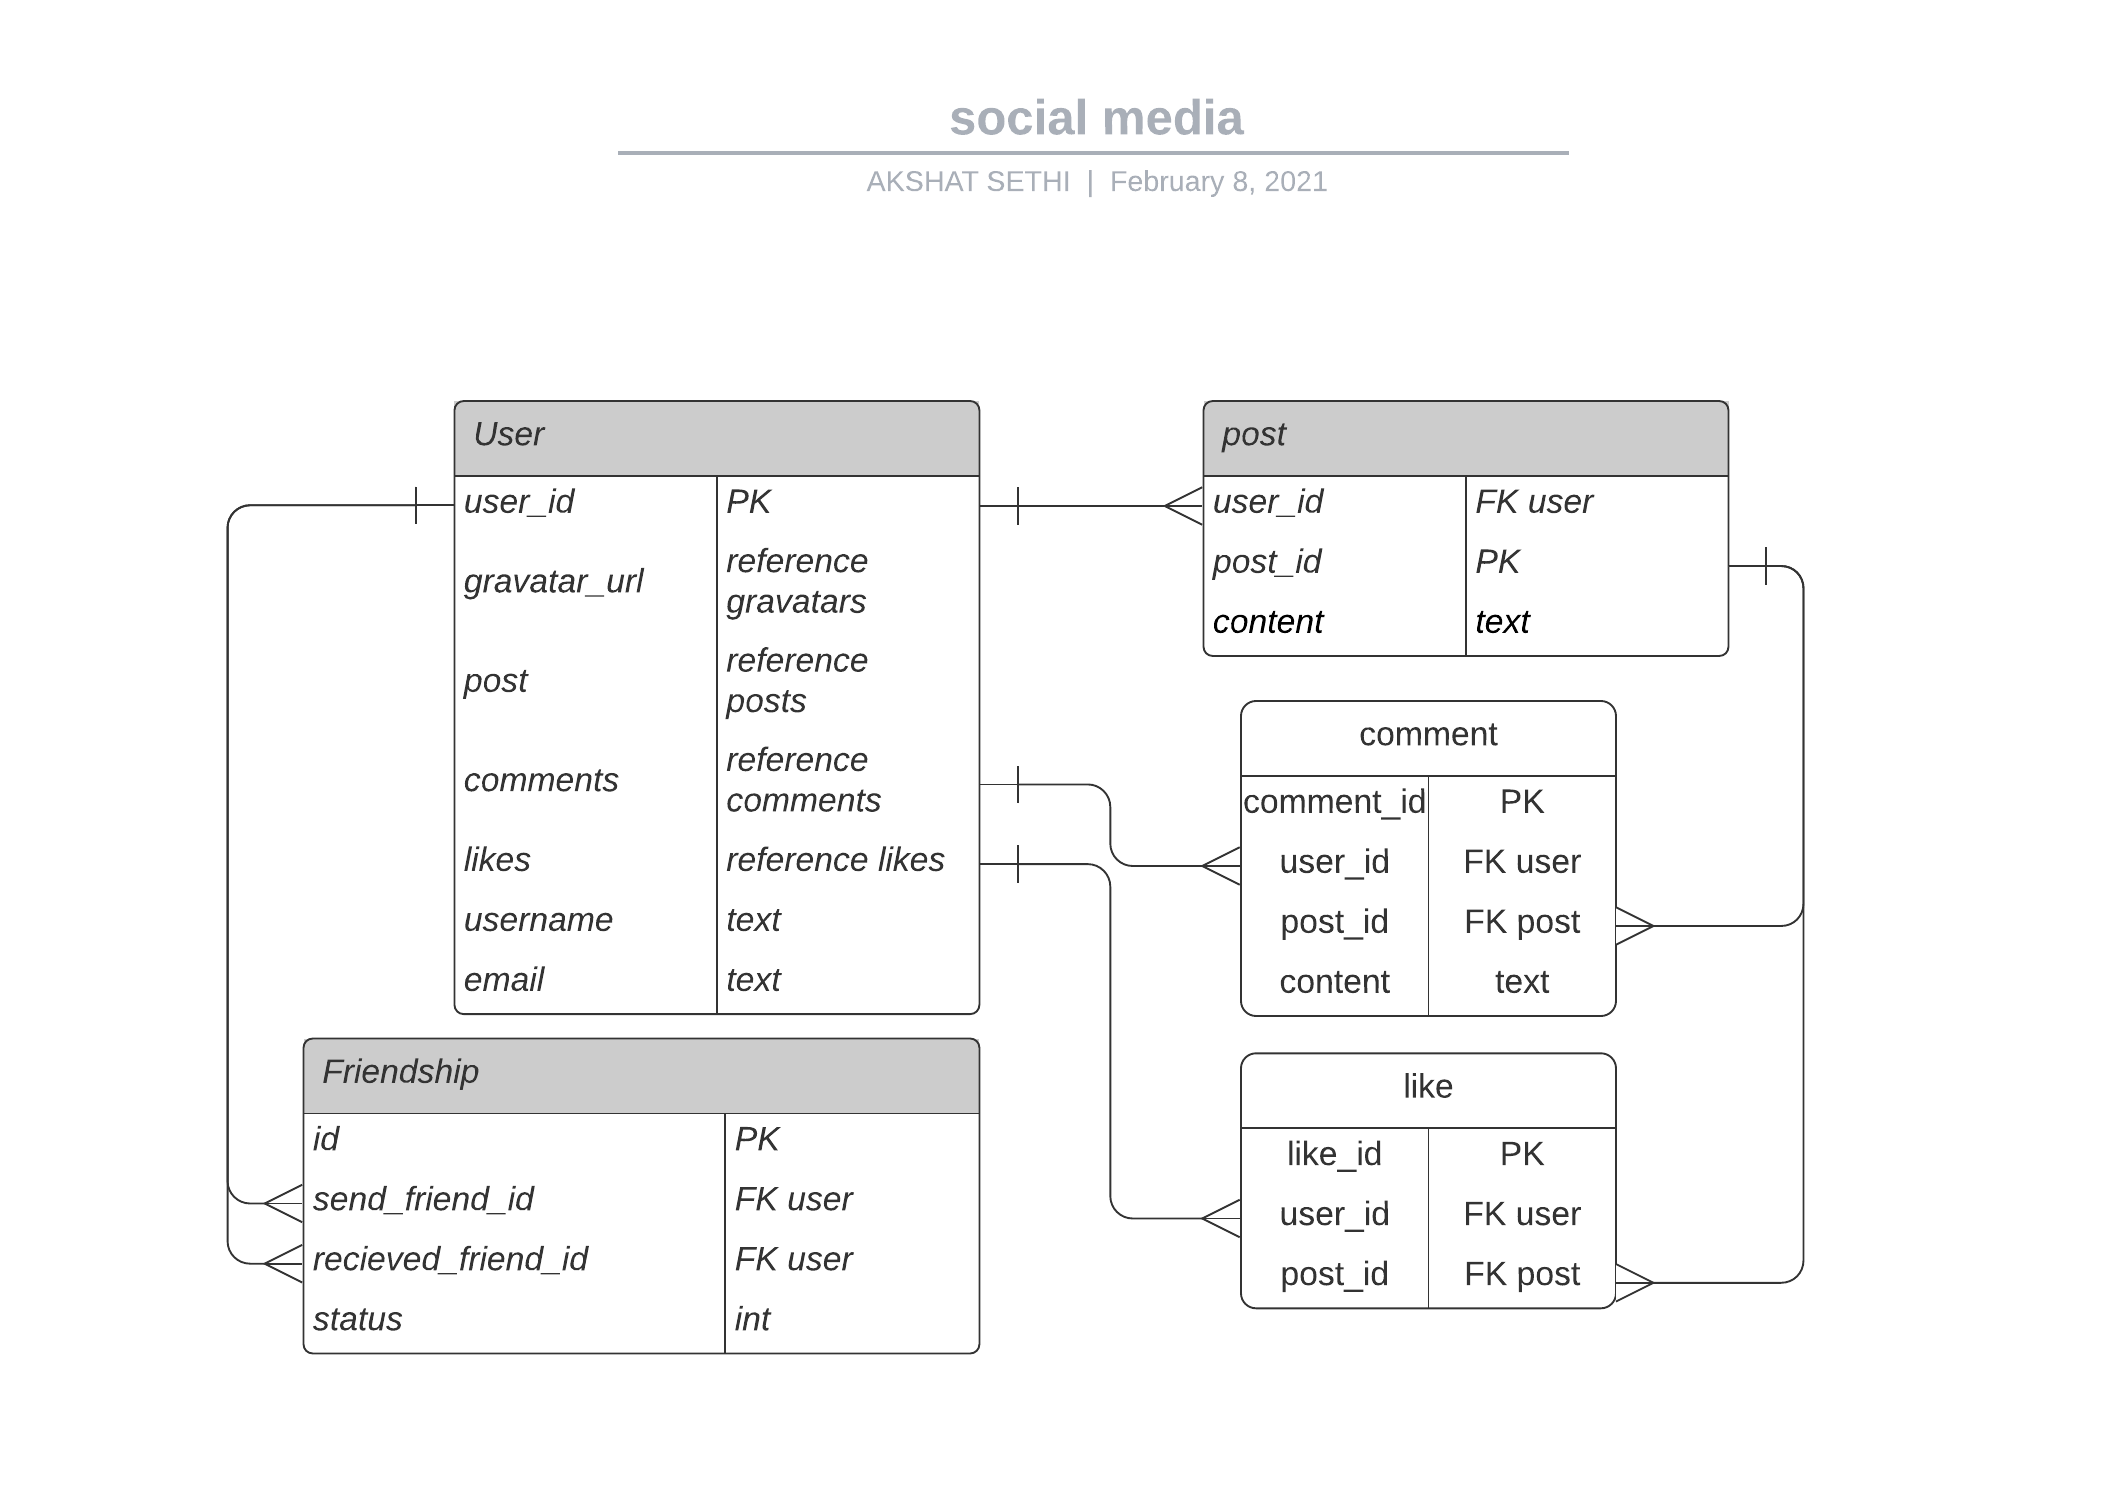 social media
AKSHAT SETHI | February 8, 2021
User
user_id PK
gravatar_url reference
gravatars
post reference
posts
comments reference
comments
likes reference likes
username text
email text
post
user_id FK user
post_id PK
content text
comment
comment_id PK
user_id FK user
post_id FK post
content text
Friendship
id PK
send_friend_id FK user
recieved_friend_id FK user
status int
like
like_id PK
user_id FK user
post_id FK post